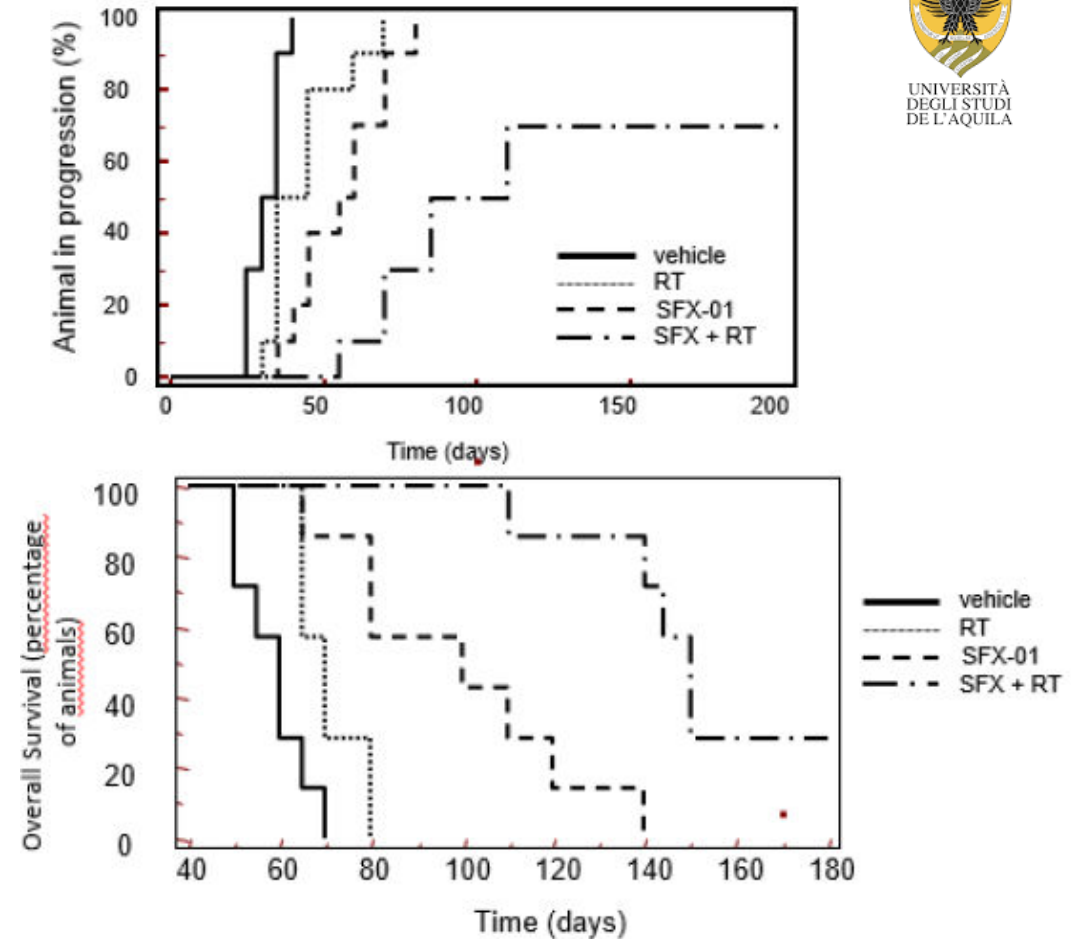 UNIVERSITÀ
DEGLI STUDI
DE L'AQUILA
Animal in progression (%)
100
80
60
40
20
0
vehicle
RT
SFX-01
SFX + RT
0 50 100 150 200
Time (days)
Overall Survival (percentage
of animals)
100
80
60
40
20
0
vehicle
RT
SFX-01
SFX + RT
40 60 80 100 120 140 160 180
Time (days)